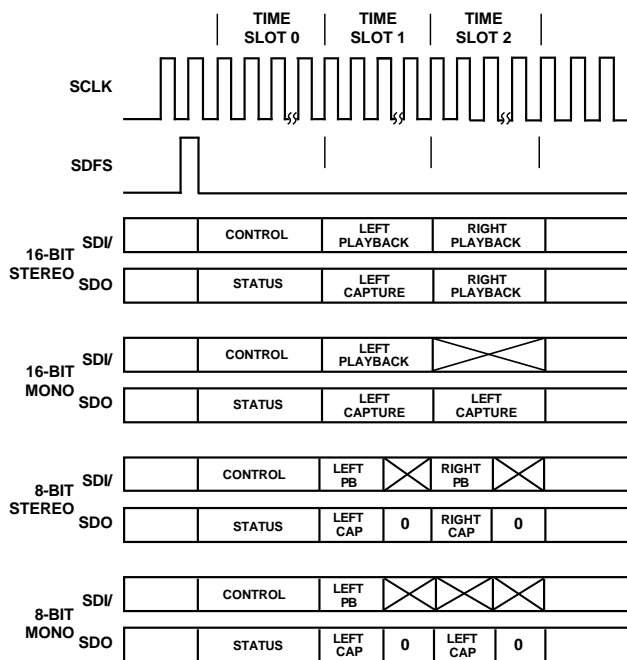 TIME SLOT 0
TIME SLOT 1
TIME SLOT 2
SCLK
SDFS
16-BIT STEREO
SDI/
CONTROL
LEFT PLAYBACK
RIGHT PLAYBACK
SDO
STATUS
LEFT CAPTURE
RIGHT PLAYBACK
16-BIT MONO
SDI/
CONTROL
LEFT PLAYBACK
SDO
STATUS
LEFT CAPTURE
LEFT CAPTURE
8-BIT STEREO
SDI/
CONTROL
LEFT PB
RIGHT PB
SDO
STATUS
LEFT CAP
0
RIGHT CAP
0
8-BIT MONO
SDI/
CONTROL
LEFT PB
SDO
STATUS
LEFT CAP
0
LEFT CAP
0